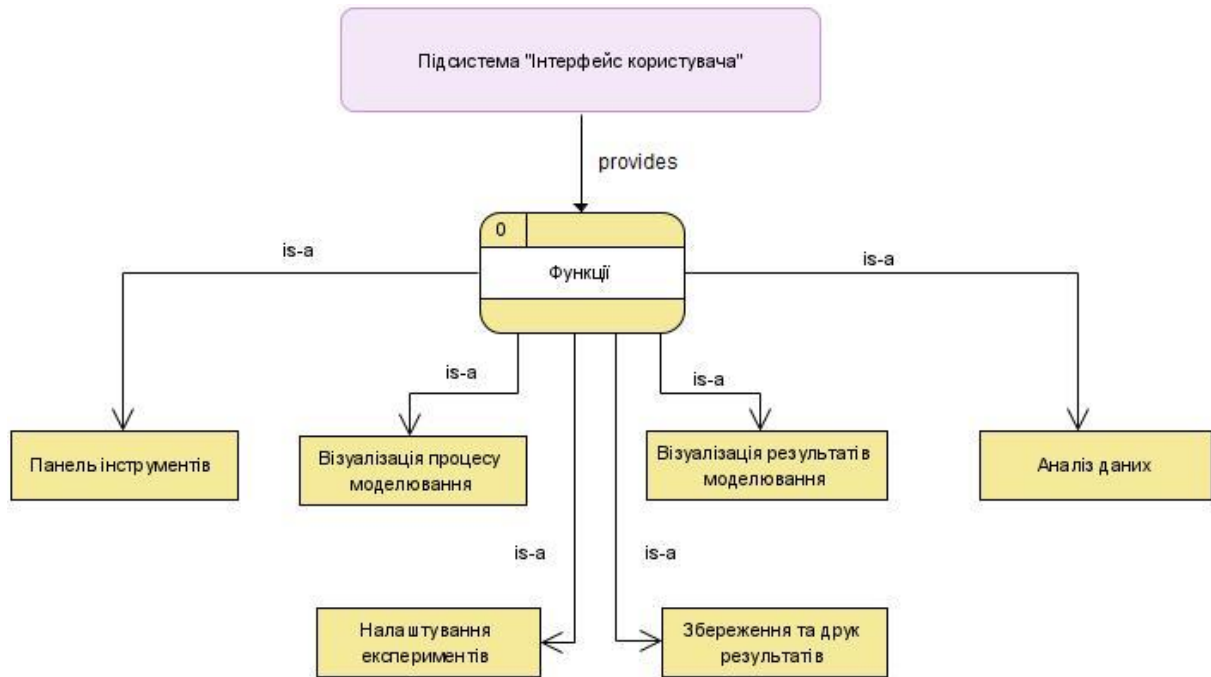 Підсистема "Інтерфейс користувача"
provides
0
Функції
is-a
is-a
is-a
is-a
Панель інструментів
Візуалізація процесу
моделювання
Візуалізація результатів
моделювання
Аналіз даних
is-a
is-a
Налаштування
експериментів
Збереження та друк
результатів